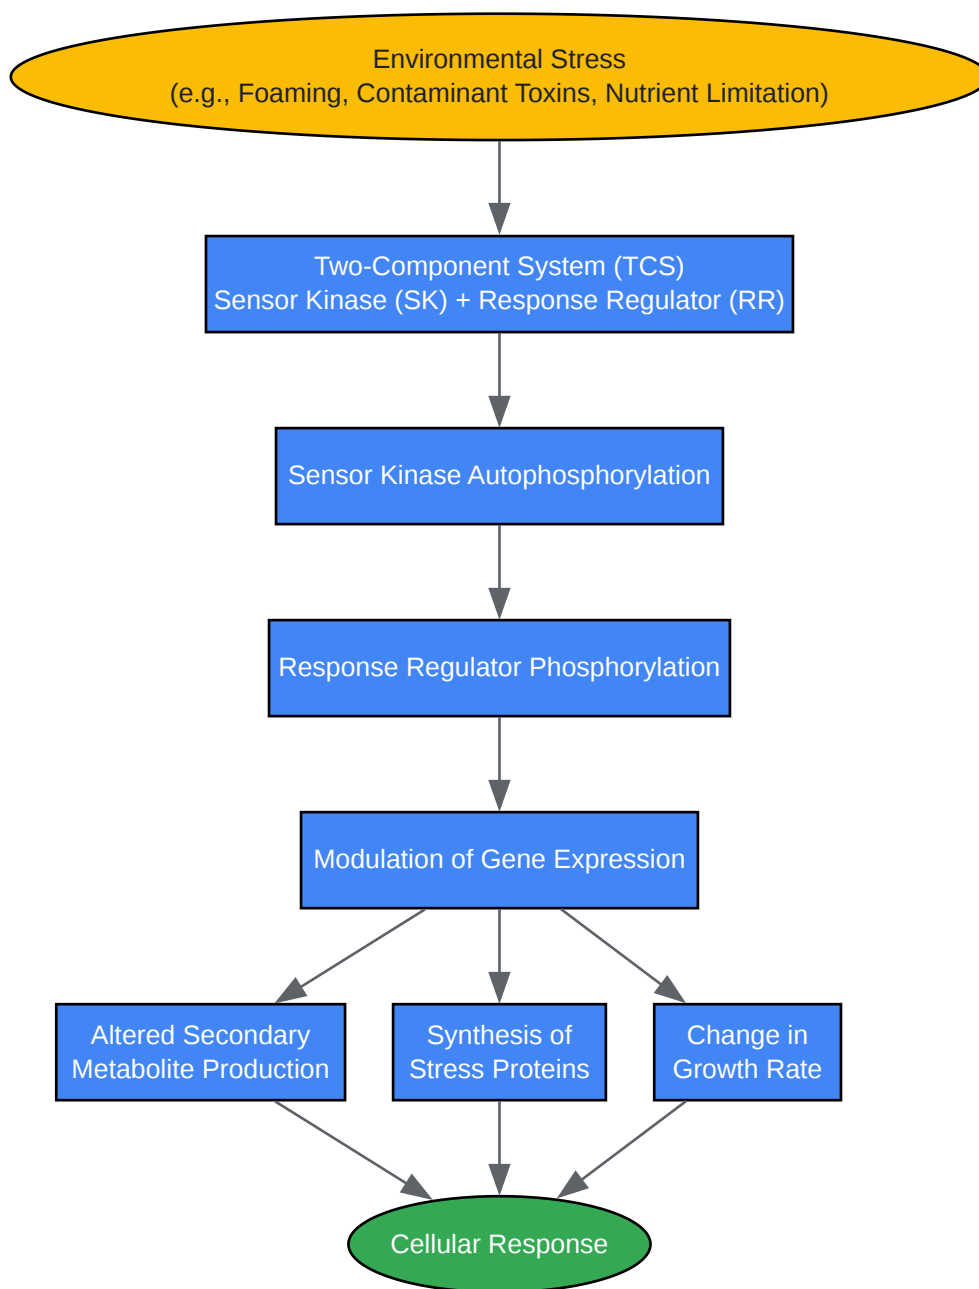 Environmental Stress
(e.g., Foaming, Contaminant Toxins, Nutrient Limitation)
Two-Component System (TCS)
Sensor Kinase (SK) + Response Regulator (RR)
Sensor Kinase Autophosphorylation
Response Regulator Phosphorylation
Modulation of Gene Expression
Altered Secondary
Metabolite Production
Synthesis of
Stress Proteins
Change in
Growth Rate
Cellular Response